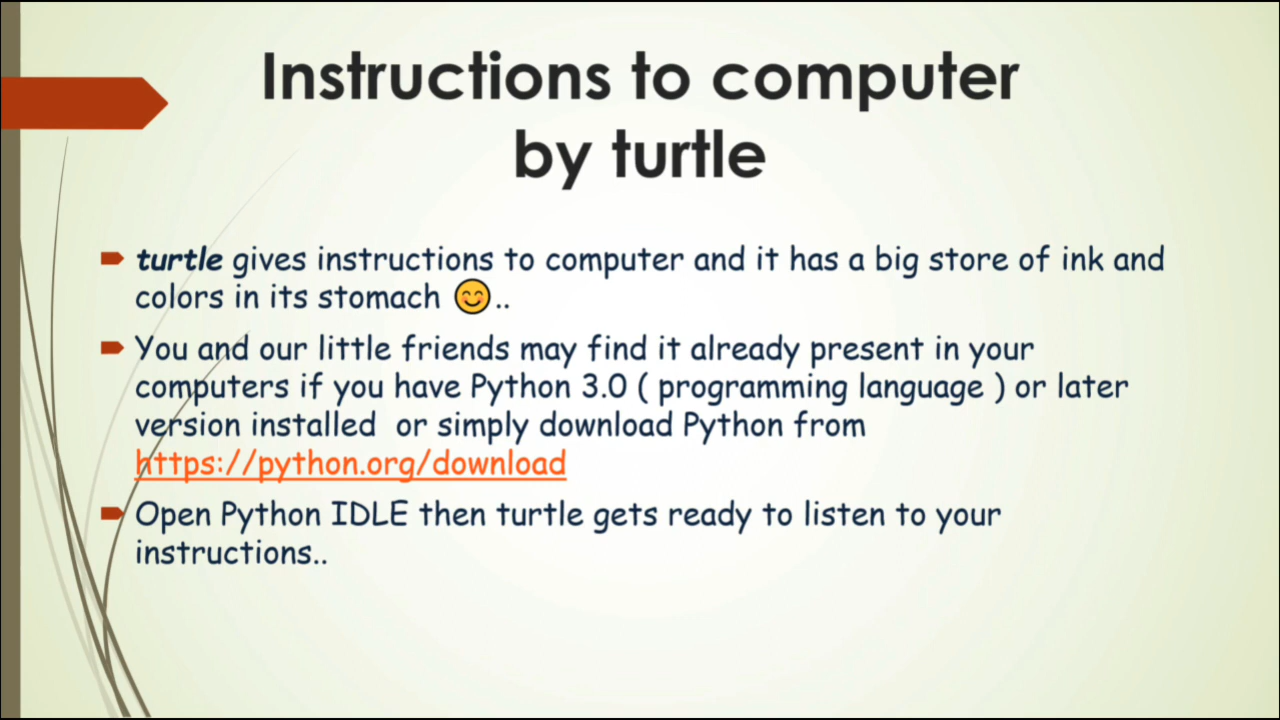 Instructions to computer
by turtle
turtle gives instructions to computer and it has a big store of ink and
colors in its stomach 😊..
You and our little friends may find it already present in your
computers if you have Python 3.0 ( programming language ) or later
version installed  or simply download Python from
https://python.org/download
Open Python IDLE then turtle gets ready to listen to your
instructions..